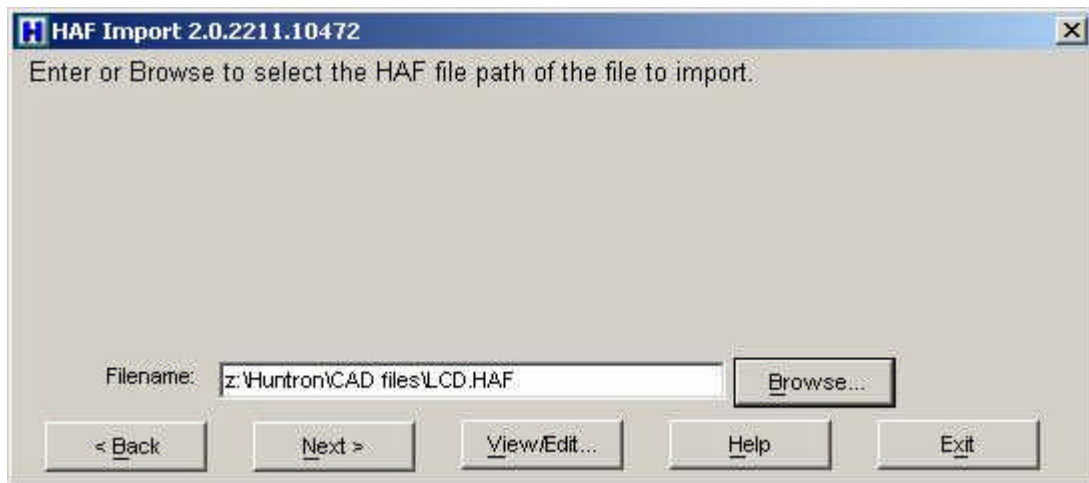 HAF Import 2.0.2211.10472
Enter or Browse to select the HAF file path of the file to import.
Filename: z:\Huntron\CAD files\LCD.HAF Browse...
< Back Next > View/Edit... Help Exit